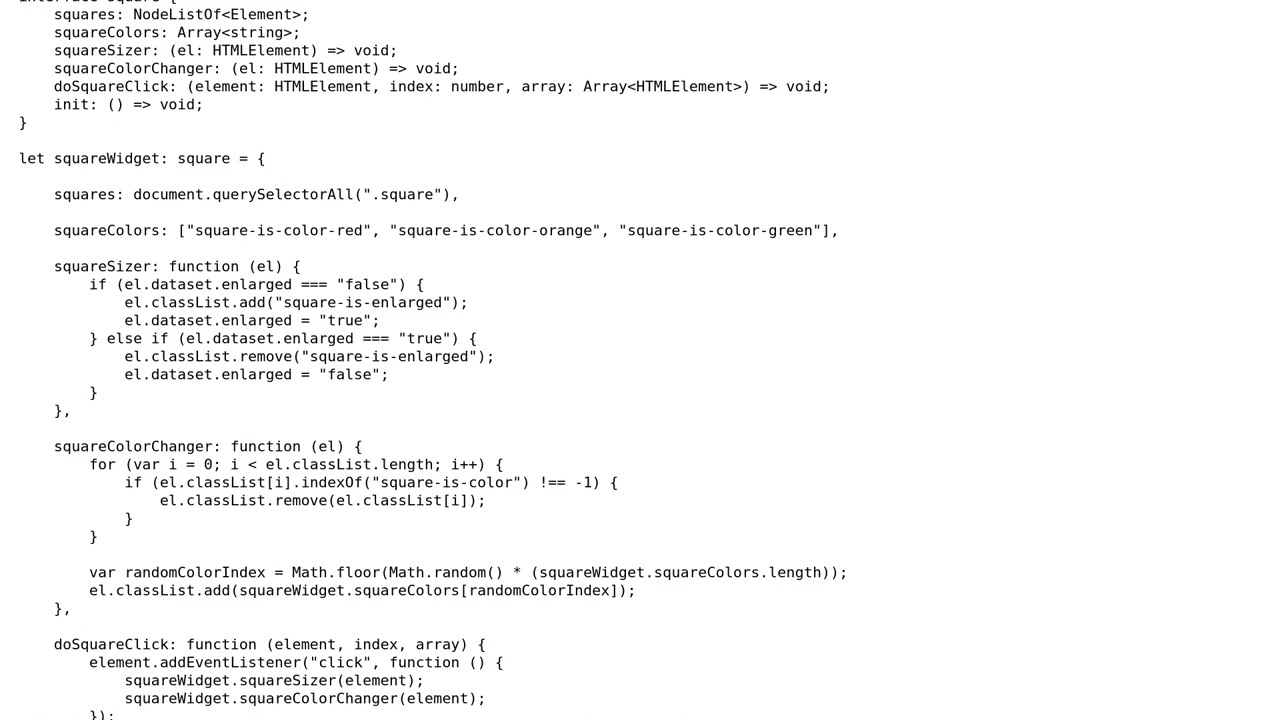 interface square {
    squares: NodeListOf<Element>;
    squareColors: Array<string>;
    squareSizer: (el: HTMLElement) => void;
    squareColorChanger: (el: HTMLElement) => void;
    doSquareClick: (element: HTMLElement, index: number, array: Array<HTMLElement>) => void;
    init: () => void;
}

let squareWidget: square = {

    squares: document.querySelectorAll(".square"),

    squareColors: ["square-is-color-red", "square-is-color-orange", "square-is-color-green"],

    squareSizer: function (el) {
        if (el.dataset.enlarged === "false") {
            el.classList.add("square-is-enlarged");
            el.dataset.enlarged = "true";
        } else if (el.dataset.enlarged === "true") {
            el.classList.remove("square-is-enlarged");
            el.dataset.enlarged = "false";
        }
    },

    squareColorChanger: function (el) {
        for (var i = 0; i < el.classList.length; i++) {
            if (el.classList[i].indexOf("square-is-color") !== -1) {
                el.classList.remove(el.classList[i]);
            }
        }

        var randomColorIndex = Math.floor(Math.random() * (squareWidget.squareColors.length));
        el.classList.add(squareWidget.squareColors[randomColorIndex]);
    },

    doSquareClick: function (element, index, array) {
        element.addEventListener("click", function () {
            squareWidget.squareSizer(element);
            squareWidget.squareColorChanger(element);
        });